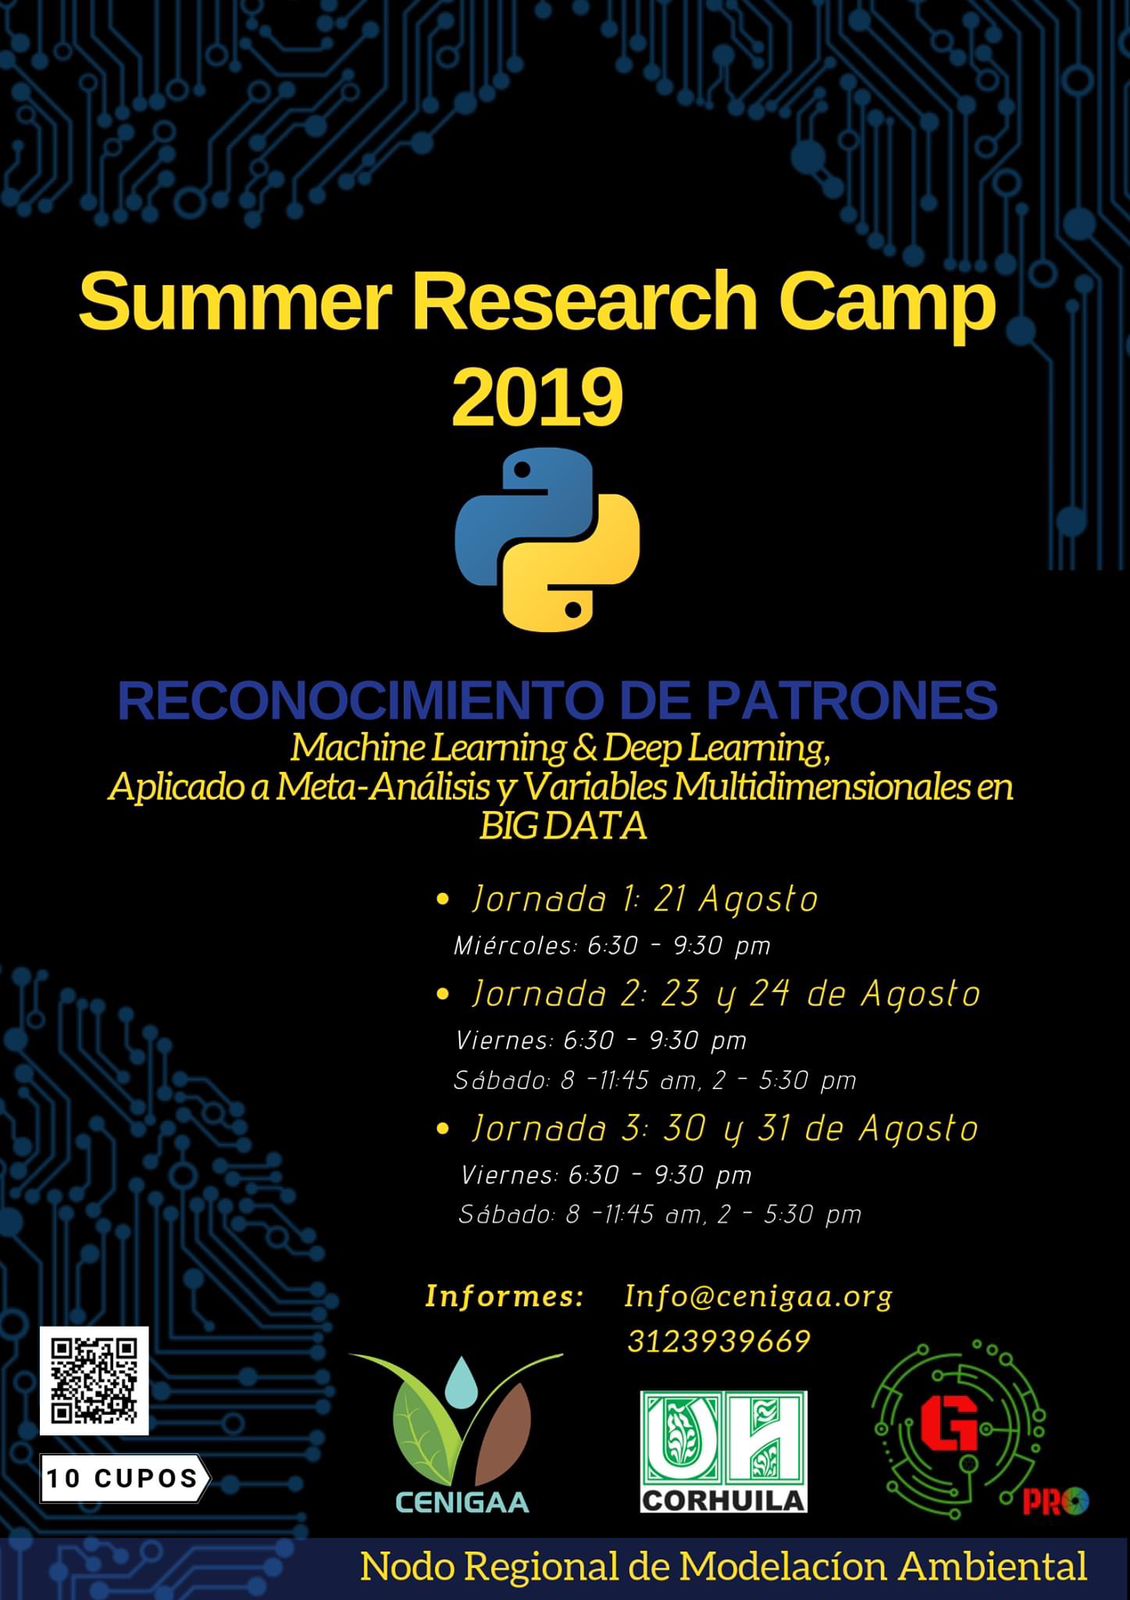 Summer Research Camp
2019
RECONOCIMIENTO DE PATRONES
Machine Learning & Deep Learning,
Aplicado a Meta-Análisis y Variables Multidimensionales en
BIG DATA
Jornada 1: 21 Agosto
Miércoles: 6:30 - 9:30 pm
Jornada 2: 23 y 24 de Agosto
Viernes: 6:30 - 9:30 pm
Sábado: 8 -11:45 am, 2 - 5:30 pm
Jornada 3: 30 y 31 de Agosto
Viernes: 6:30 - 9:30 pm
Sábado: 8 -11:45 am, 2 - 5:30 pm
Informes: Info@cenigaa.org
3123939669
10 CUPOS
CENIGAA
UH
CORHUILA
G
PRO
Nodo Regional de Modelacíon Ambiental